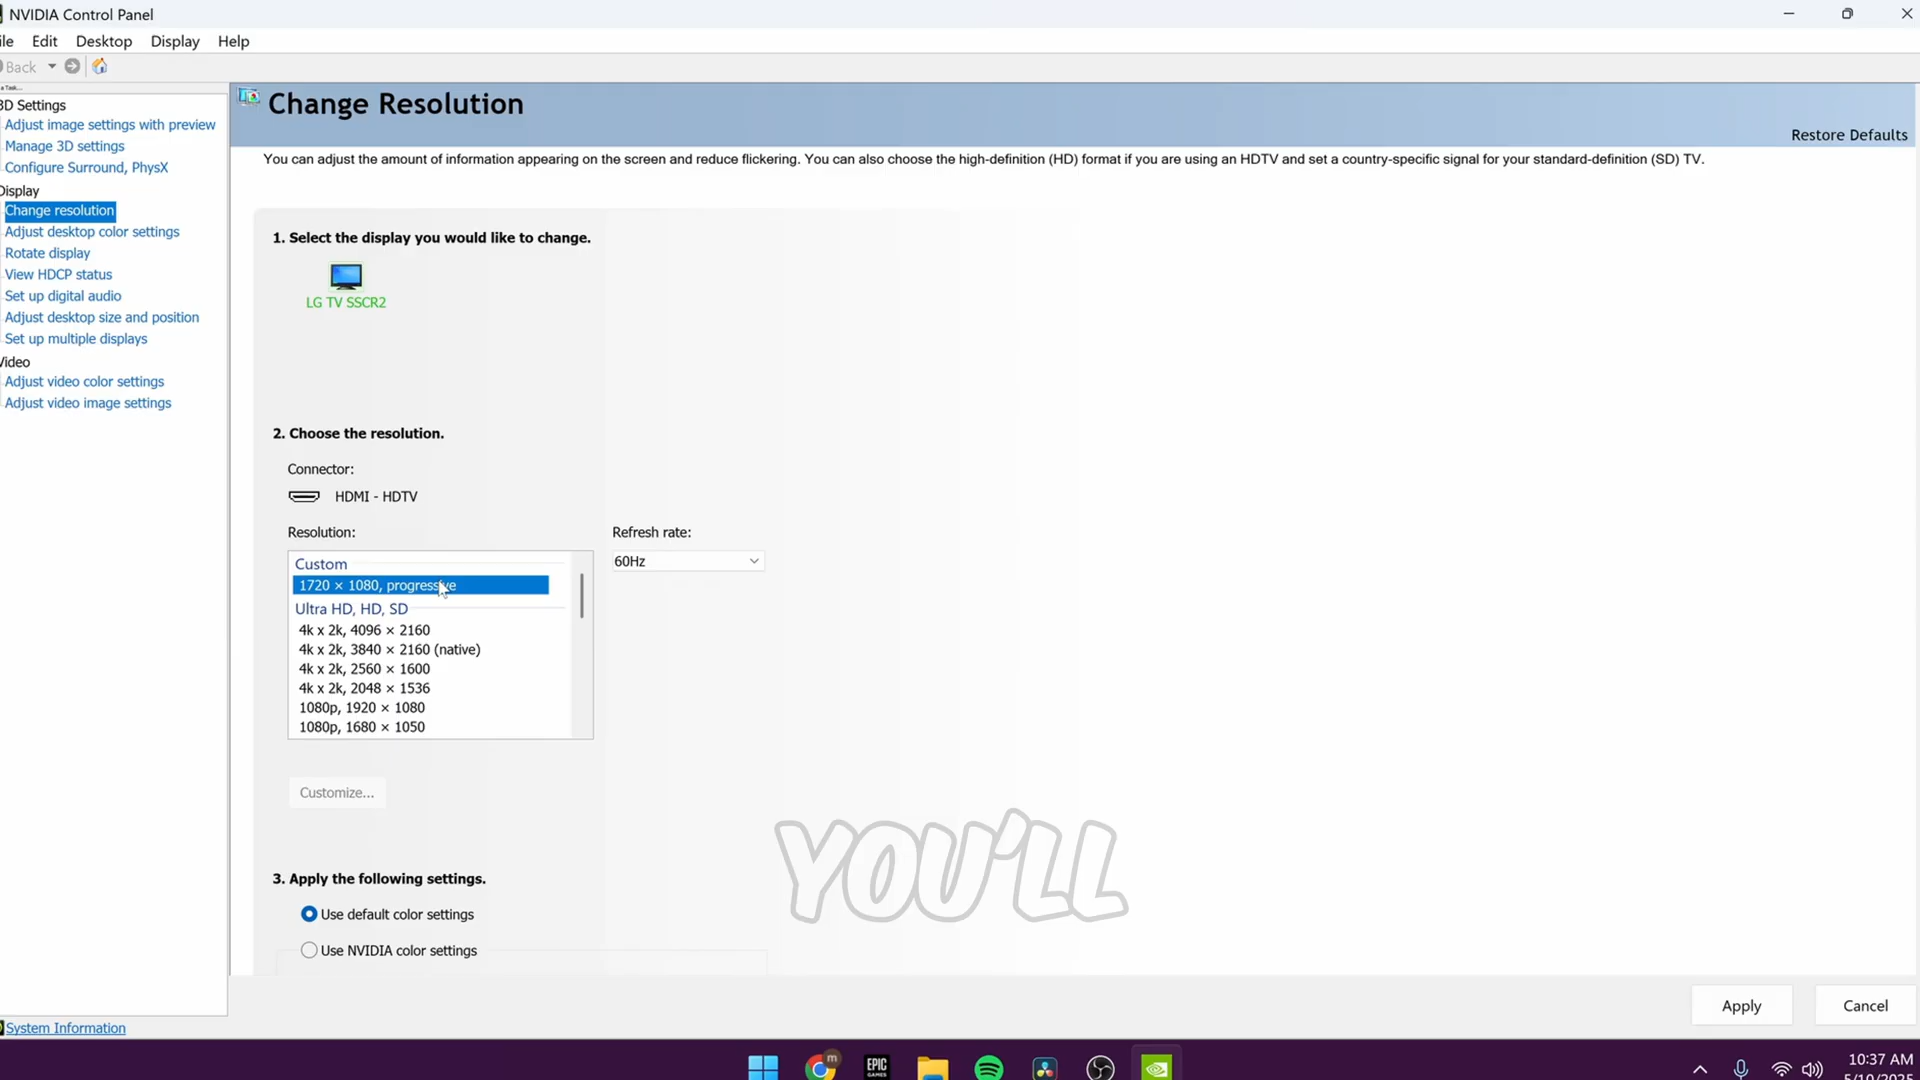 NVIDIA Control Panel
ile Edit Desktop Display Help
Back
a Task...
3D Settings
Adjust image settings with preview
Manage 3D settings
Configure Surround, PhysX
Display
Change resolution
Adjust desktop color settings
Rotate display
View HDCP status
Set up digital audio
Adjust desktop size and position
Set up multiple displays
Video
Adjust video color settings
Adjust video image settings
System Information
Change Resolution
Restore Defaults
You can adjust the amount of information appearing on the screen and reduce flickering. You can also choose the high-definition (HD) format if you are using an HDTV and set a country-specific signal for your standard-definition (SD) TV.
1. Select the display you would like to change.
LG TV SSCR2
2. Choose the resolution.
Connector:
HDMI - HDTV
Resolution:
Refresh rate:
60Hz
Custom
1720 × 1080, progressive
Ultra HD, HD, SD
4k x 2k, 4096 × 2160
4k x 2k, 3840 × 2160 (native)
4k x 2k, 2560 × 1600
4k x 2k, 2048 × 1536
1080p, 1920 × 1080
1080p, 1680 × 1050
Customize...
YOU'LL
3. Apply the following settings.
Use default color settings
Use NVIDIA color settings
Apply Cancel
m
EPIC
GAMES
10:37 AM
5/10/2025